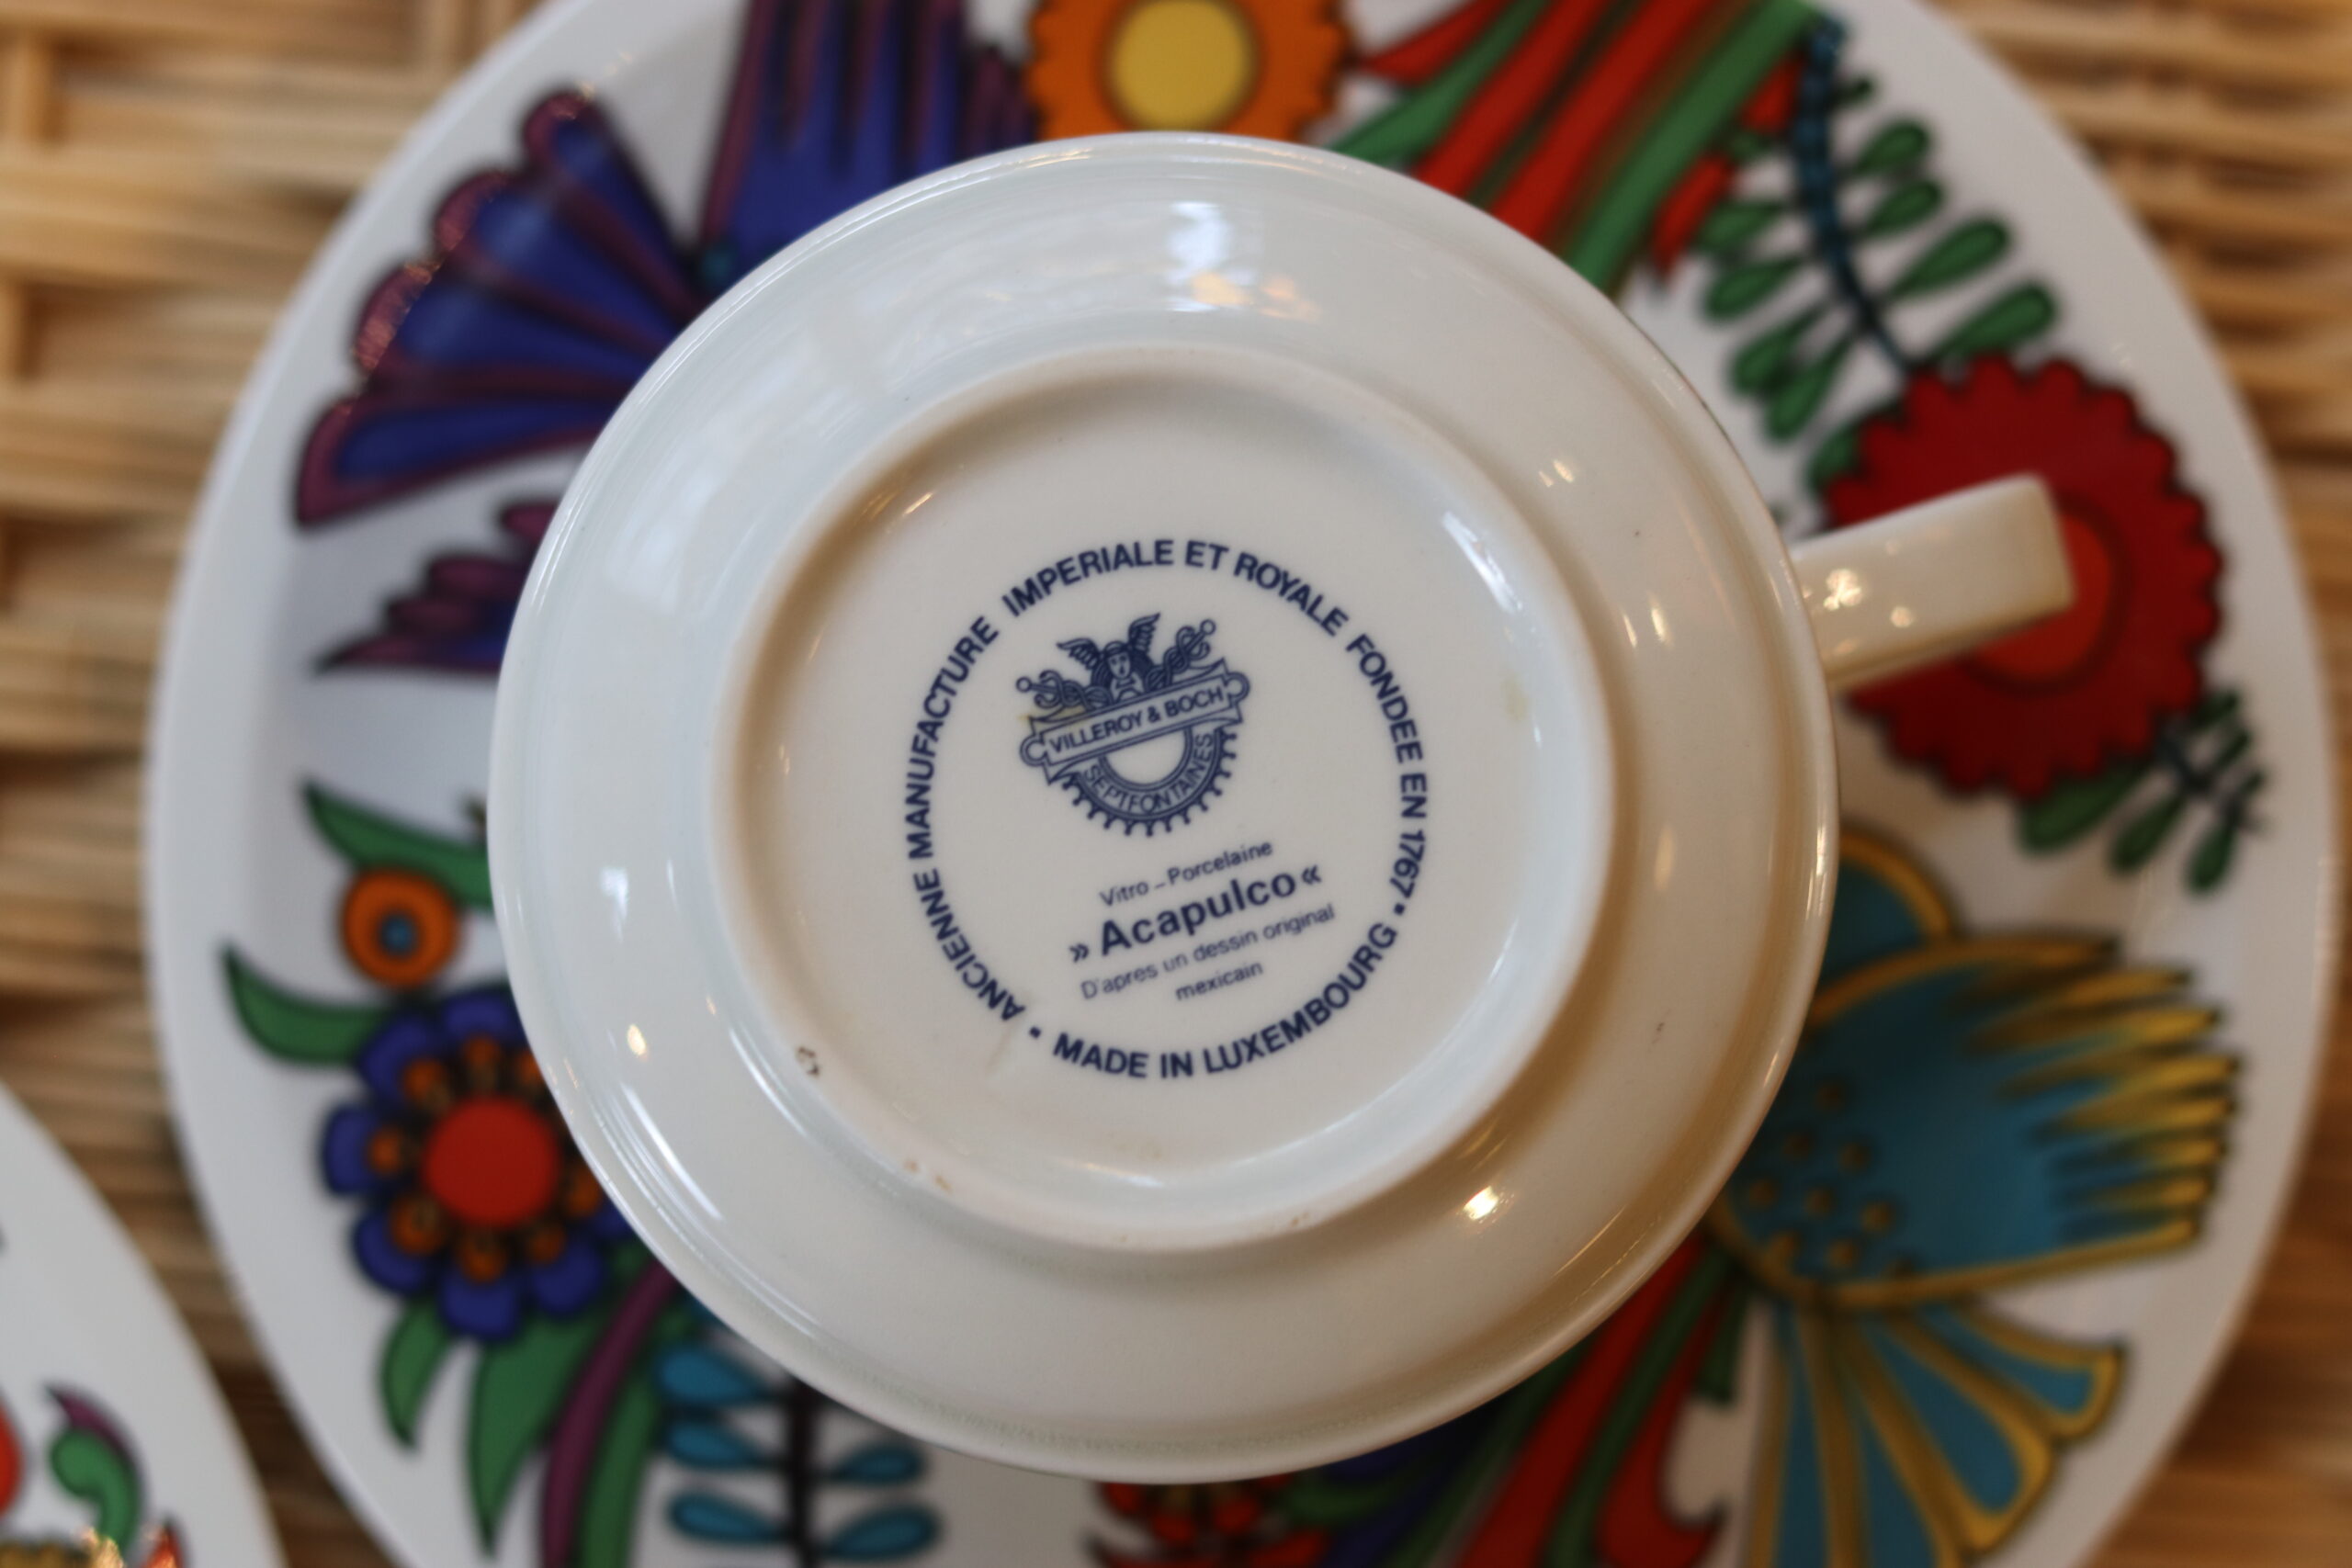 ANCIENNE MANUFACTURE IMPERIALE ET ROYALE FONDEE EN 1767 •
VILLEROY & BOCH
SEPTFONTAINES
Vitro – Porcelaine
» Acapulco «
D'apres un dessin original
mexicain
MADE IN LUXEMBOURG •